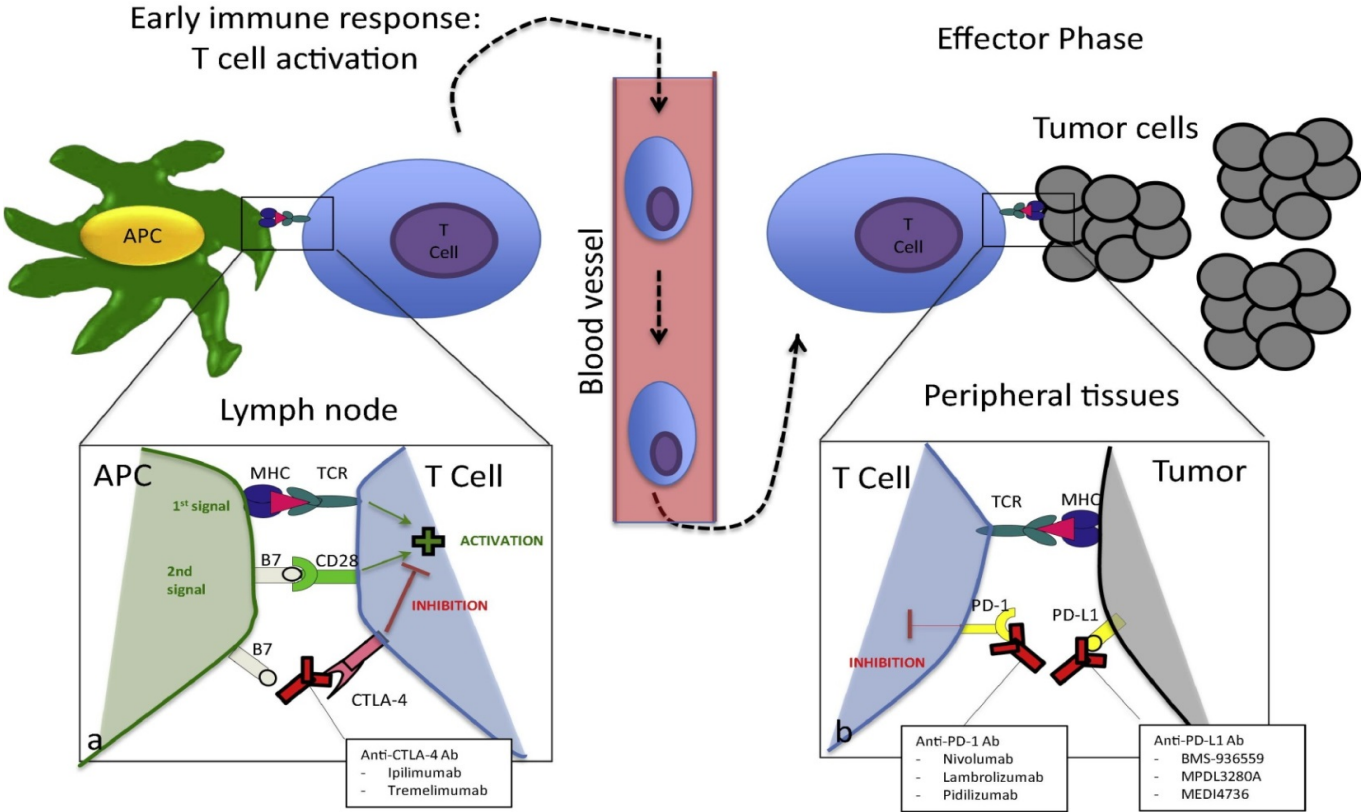 Early immune response:
T cell activation
Effector Phase
Tumor cells
APC
T
Cell
Blood vessel
T
Cell
Lymph node
Peripheral tissues
APC
MHC
TCR
T Cell
1st signal
B7
CD28
ACTIVATION
2nd
signal
INHIBITION
B7
CTLA-4
a
Anti-CTLA-4 Ab
- Ipilimumab
- Tremelimumab
T Cell
TCR
MHC
Tumor
PD-1
PD-L1
INHIBITION
b
Anti-PD-1 Ab
- Nivolumab
- Lambrolizumab
- Pidilizumab
Anti-PD-L1 Ab
- BMS-936559
- MPDL3280A
- MEDI4736